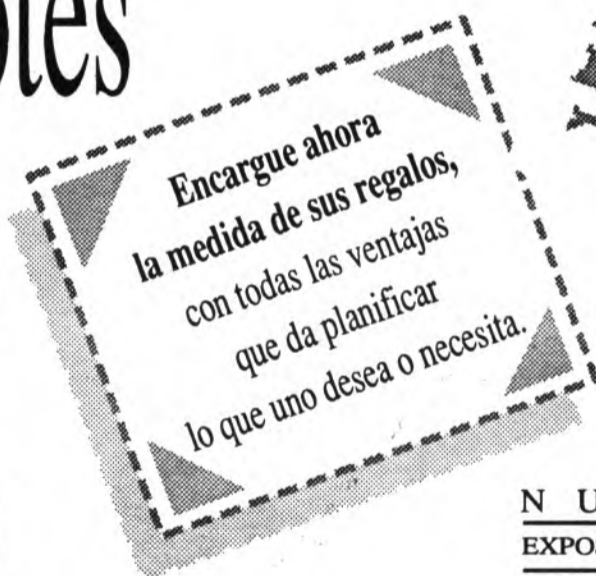 Encargue ahora
la medida de sus regalos,
con todas las ventajas
que da planificar
lo que uno desea o necesita.